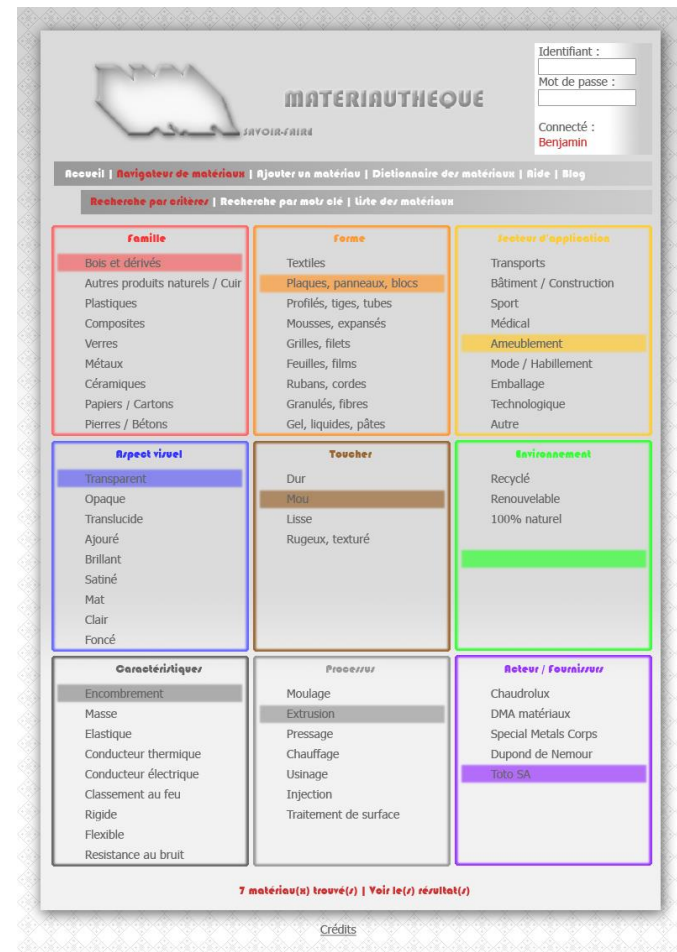 Identifiant :
Mot de passe :
MATERIAUTHEQUE
SAVOIR-FAIRE
Connecté :
Benjamin
Accueil | Navigateur de matériaux | Ajouter un matériau | Dictionnaire des matériaux | Aide | Blog
Recherche par critères | Recherche par mots clé | Liste des matériaux
Famille
Bois et dérivés
Autres produits naturels / Cuir
Plastiques
Composites
Verres
Métaux
Céramiques
Papiers / Cartons
Pierres / Bétons
Forme
Textiles
Plaques, panneaux, blocs
Profilés, tiges, tubes
Mousses, expansés
Grilles, filets
Feuilles, films
Rubans, cordes
Granulés, fibres
Gel, liquides, pâtes
Secteur d'application
Transports
Bâtiment / Construction
Sport
Médical
Ameublement
Mode / Habillement
Emballage
Technologique
Autre
Aspect visuel
Transparent
Opaque
Translucide
Ajouré
Brillant
Satiné
Mat
Clair
Foncé
Toucher
Dur
Mou
Lisse
Rugeux, texturé
Environnement
Recyclé
Renouvelable
100% naturel
Caractéristiques
Encombrement
Masse
Elastique
Conducteur thermique
Conducteur électrique
Classement au feu
Rigide
Flexible
Resistance au bruit
Processus
Moulage
Extrusion
Pressage
Chauffage
Usinage
Injection
Traitement de surface
Acteur / Fournissurs
Chaudrolux
DMA matériaux
Special Metals Corps
Dupond de Nemour
Toto SA
7 matériau(x) trouvé(s) | Voir le(s) résultat(s)
Crédits